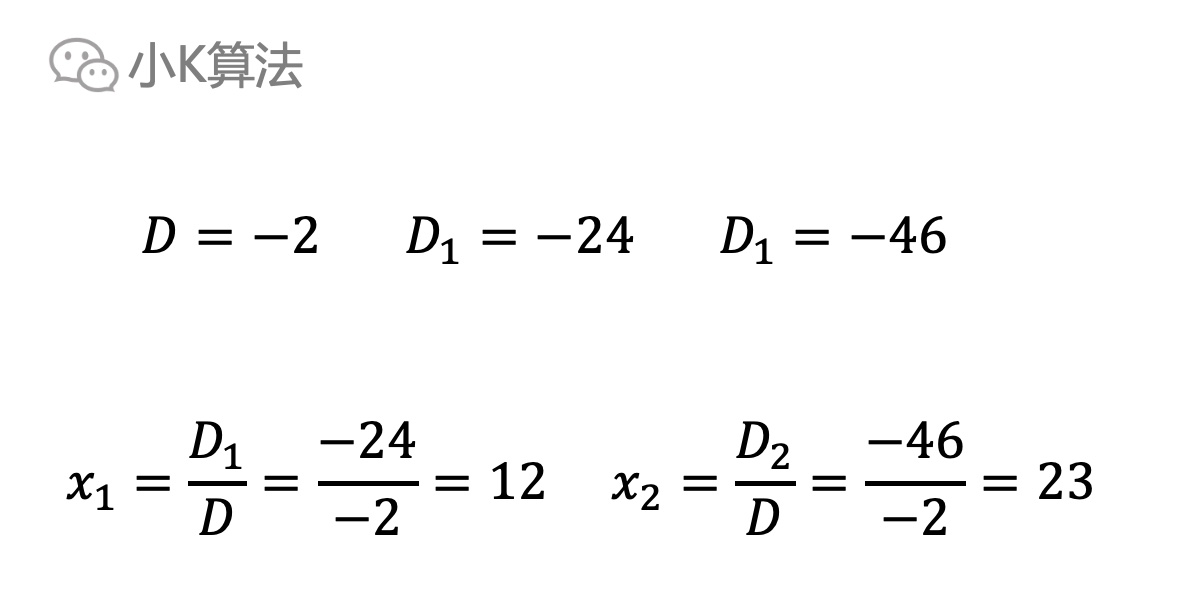 小K算法
D = −2 D₁ = −24 D₁ = −46
x₁ = D₁/D = −24/−2 = 12 x₂ = D₂/D = −46/−2 = 23